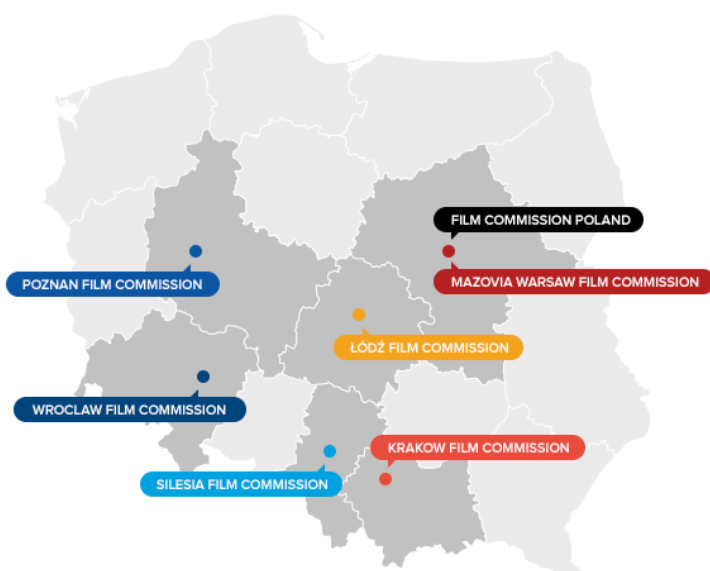 FILM COMMISSION POLAND
POZNAN FILM COMMISSION
MAZOVIA WARSAW FILM COMMISSION
ŁÓDŹ FILM COMMISSION
WROCLAW FILM COMMISSION
KRAKOW FILM COMMISSION
SILESIA FILM COMMISSION